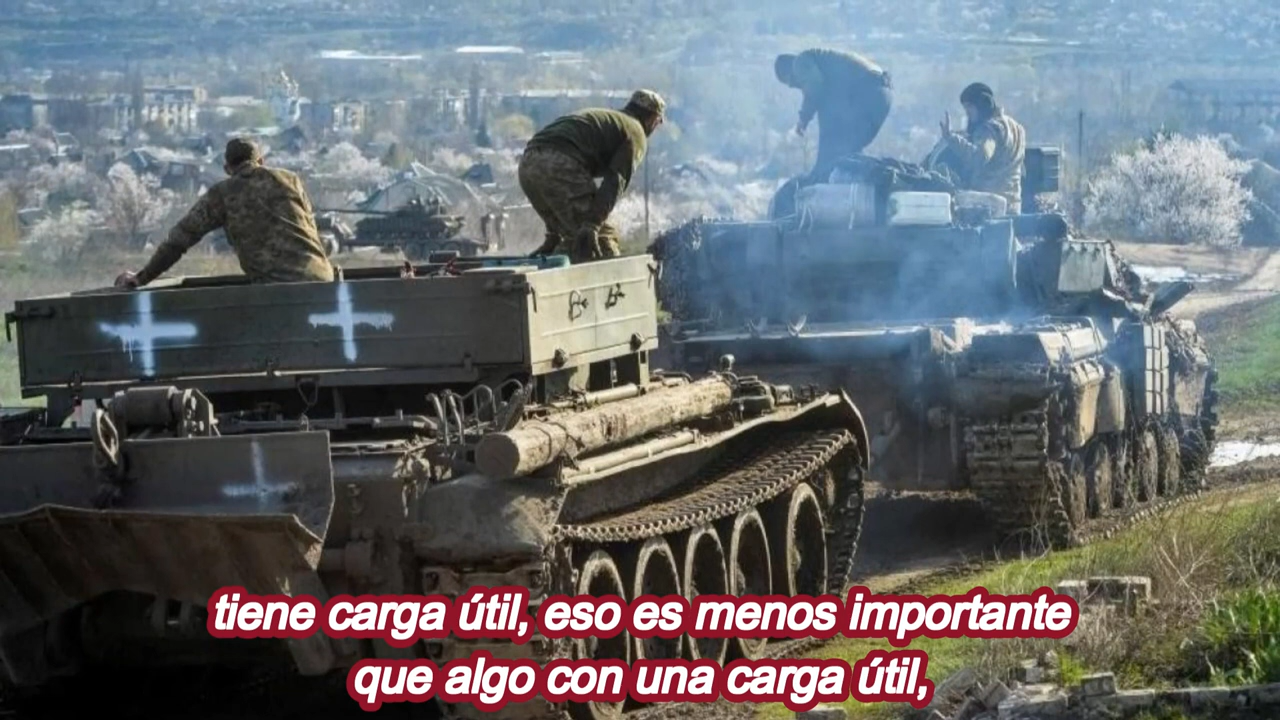 tiene carga útil, eso es menos importante
que algo con una carga útil,